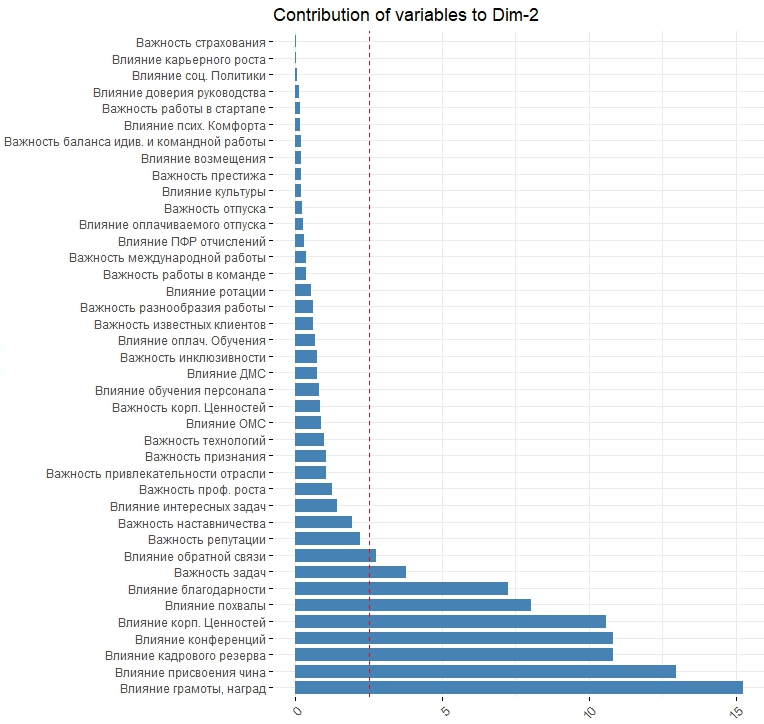 Contribution of variables to Dim-2
Важность страхования
Влияние карьерного роста
Влияние соц. Политики
Влияние доверия руководства
Важность работы в стартапе
Влияние псих. Комфорта
Важность баланса идив. и командной работы
Влияние возмещения
Важность престижа
Влияние культуры
Важность отпуска
Влияние оплачиваемого отпуска
Влияние ПФР отчислений
Важность международной работы
Важность работы в команде
Влияние ротации
Важность разнообразия работы
Важность известных клиентов
Влияние оплач. Обучения
Важность инклюзивности
Влияние ДМС
Влияние обучения персонала
Важность корп. Ценностей
Влияние ОМС
Важность технологий
Важность признания
Важность привлекательности отрасли
Важность проф. роста
Влияние интересных задач
Важность наставничества
Важность репутации
Влияние обратной связи
Важность задач
Влияние благодарности
Влияние похвалы
Влияние корп. Ценностей
Влияние конференций
Влияние кадрового резерва
Влияние присвоения чина
Влияние грамоты, наград
0
5
10
15